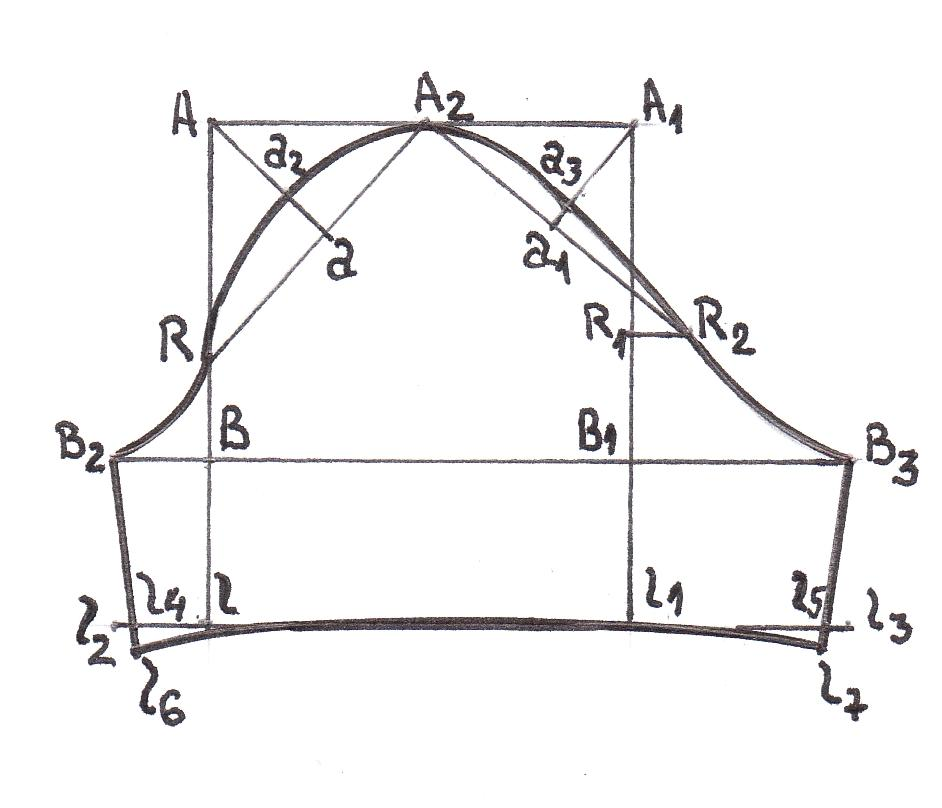 A A₂ A₁
a₂ a₃
a a₁
R R₁ R₂
B₂ B B₁ B₃
l₂ l₄ l l₁ l₅ l₃
l₆ l₇